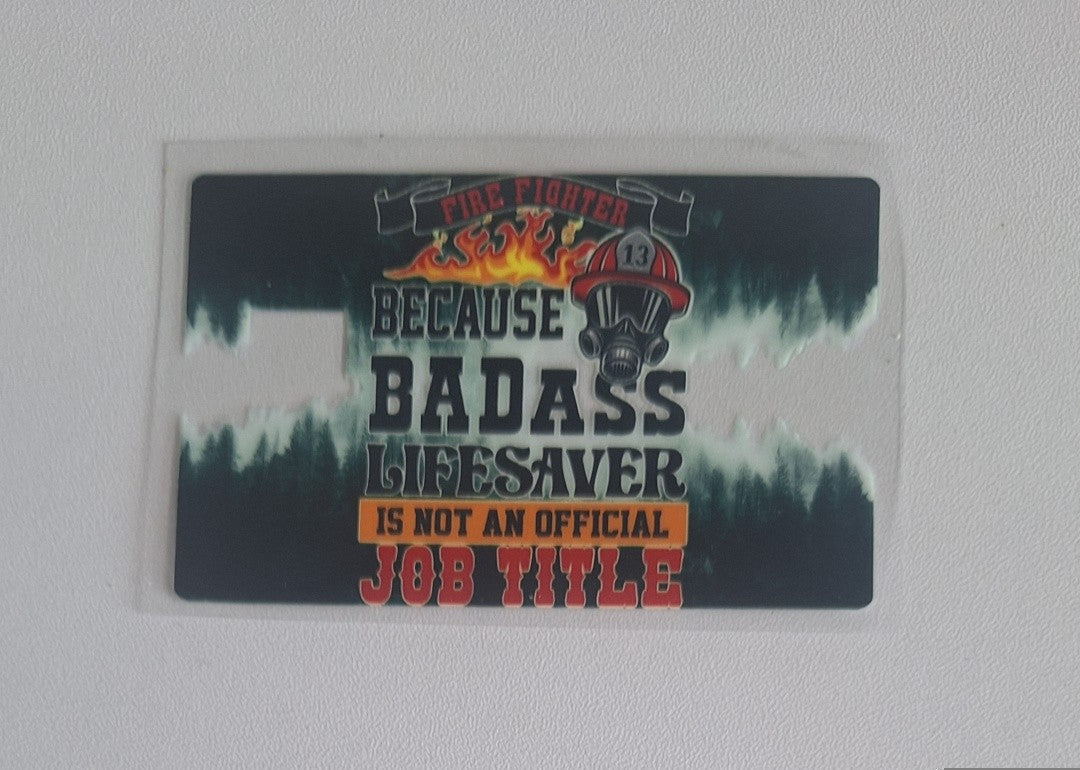 FIRE FIGHTER
13
BECAUSE
BADASS
LIFESAVER
IS NOT AN OFFICIAL
JOB TITLE